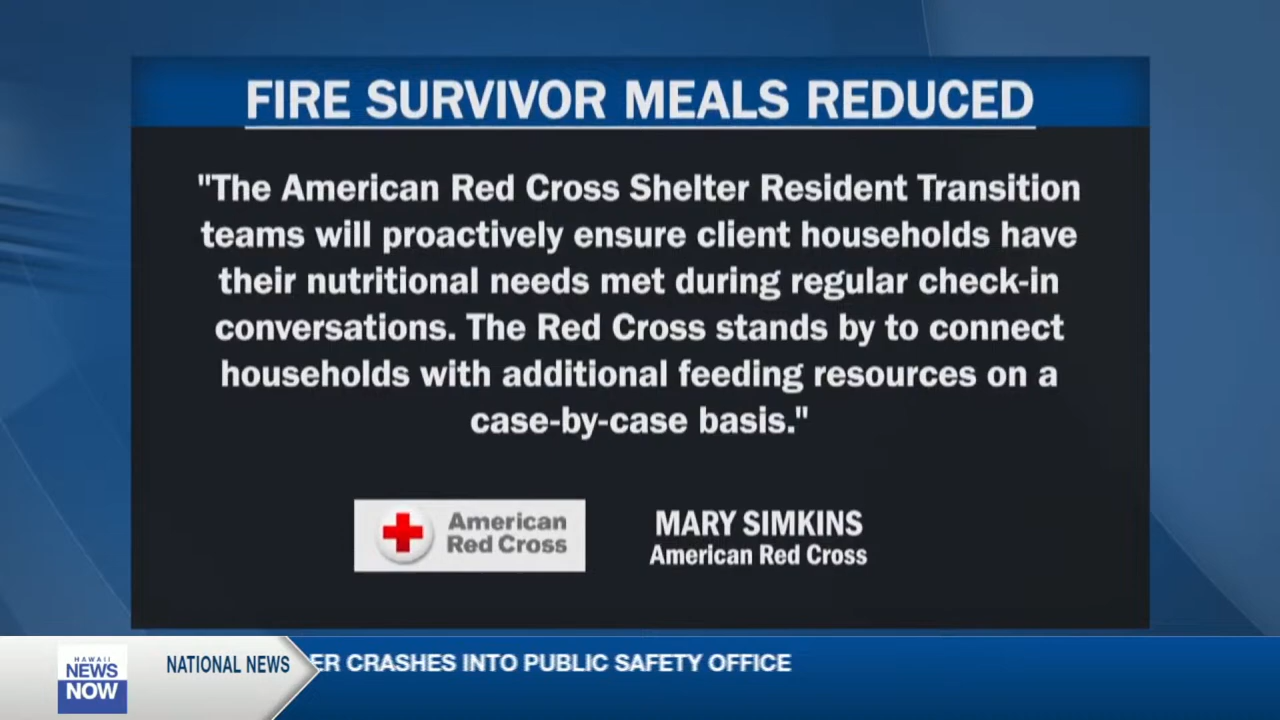 FIRE SURVIVOR MEALS REDUCED
"The American Red Cross Shelter Resident Transition
teams will proactively ensure client households have
their nutritional needs met during regular check-in
conversations. The Red Cross stands by to connect
households with additional feeding resources on a
case-by-case basis."
American
Red Cross
MARY SIMKINS
American Red Cross
HAWAII
NEWS
NOW
NATIONAL NEWS
ER CRASHES INTO PUBLIC SAFETY OFFICE